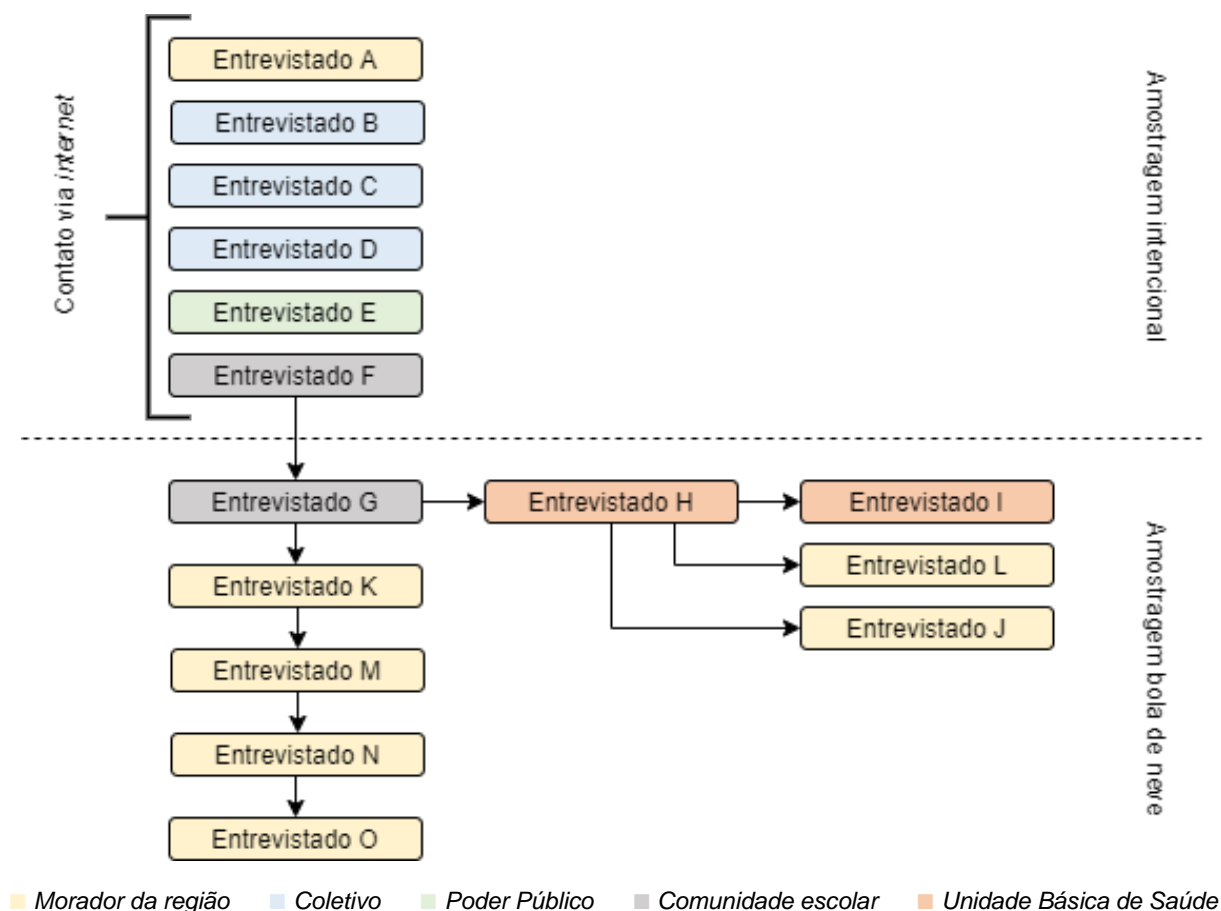 Contato via internet
Entrevistado A
Entrevistado B
Entrevistado C
Entrevistado D
Entrevistado E
Entrevistado F
Amostragem intencional
Entrevistado G
Entrevistado H
Entrevistado I
Entrevistado K
Entrevistado L
Entrevistado J
Entrevistado M
Entrevistado N
Entrevistado O
Amostragem bola de neve
Morador da região
Coletivo
Poder Público
Comunidade escolar
Unidade Básica de Saúde